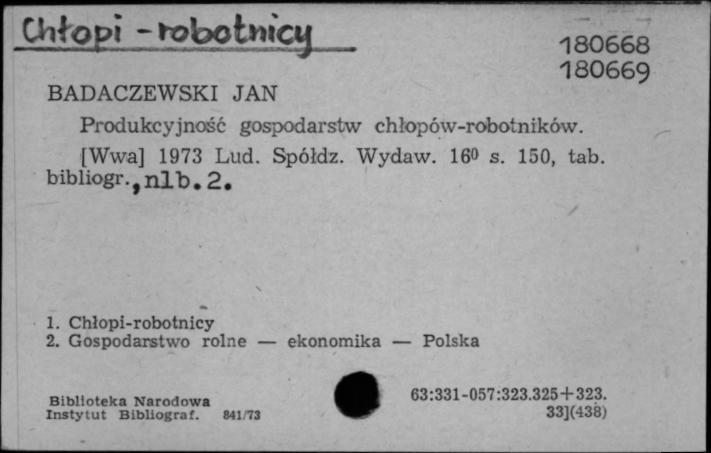 Chłopi-robotnicy
180668
180669
BADACZEWSKI JAN
Produkcyjność gospodarstw chłopów-robotników.
[Wwa] 1973 Lud. Spółdz. Wydaw. 16⁰ s. 150, tab.
bibliogr., nlb. 2.
1. Chłopi-robotnicy
2. Gospodarstwo rolne — ekonomika — Polska
Biblioteka Narodowa
Instytut Bibliograf. 841/73
63:331-057:323.325+323.
33](438)